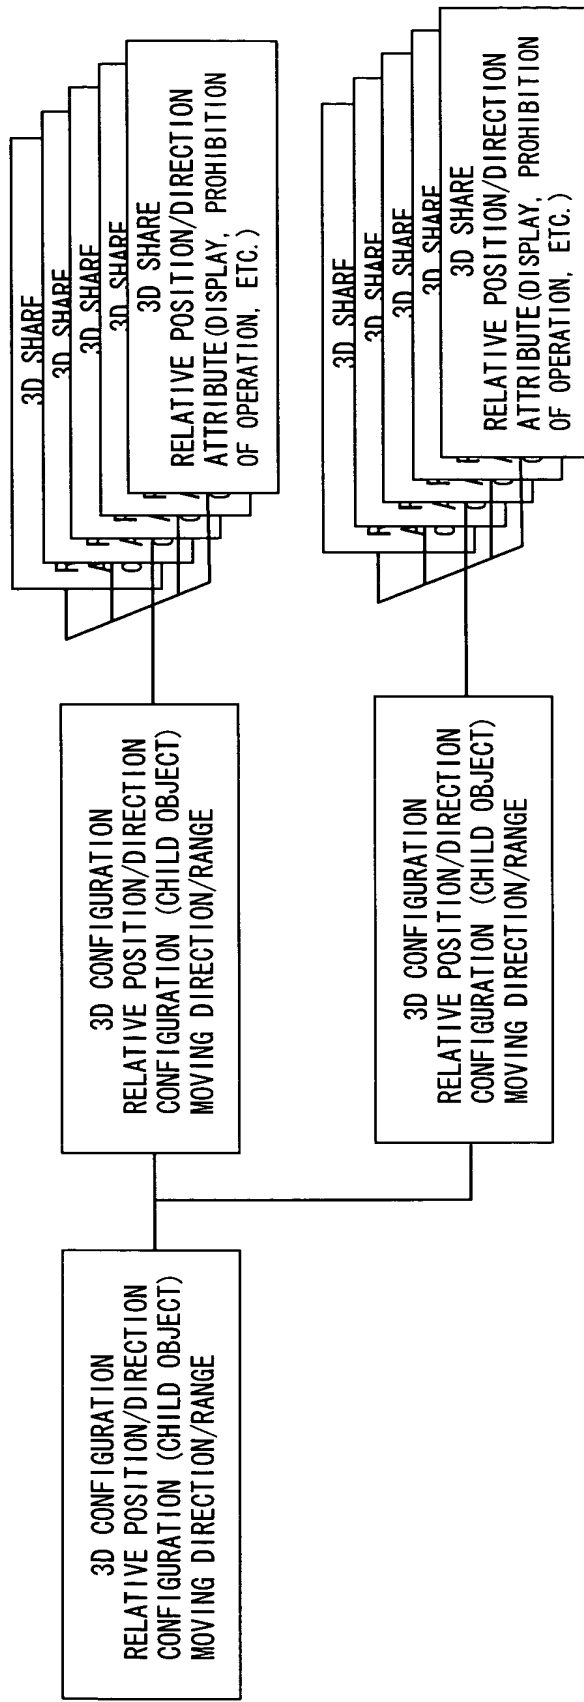 3D CONFIGURATION
RELATIVE POSITION/DIRECTION
CONFIGURATION (CHILD OBJECT)
MOVING DIRECTION/RANGE
3D CONFIGURATION
RELATIVE POSITION/DIRECTION
CONFIGURATION (CHILD OBJECT)
MOVING DIRECTION/RANGE
3D SHARE
3D SHARE
3D SHARE
3D SHARE
3D SHARE
RELATIVE POSITION/DIRECTION
ATTRIBUTE(DISPLAY, PROHIBITION
OF OPERATION, ETC.)
3D CONFIGURATION
RELATIVE POSITION/DIRECTION
CONFIGURATION (CHILD OBJECT)
MOVING DIRECTION/RANGE
3D SHARE
3D SHARE
3D SHARE
3D SHARE
3D SHARE
RELATIVE POSITION/DIRECTION
ATTRIBUTE(DISPLAY, PROHIBITION
OF OPERATION, ETC.)